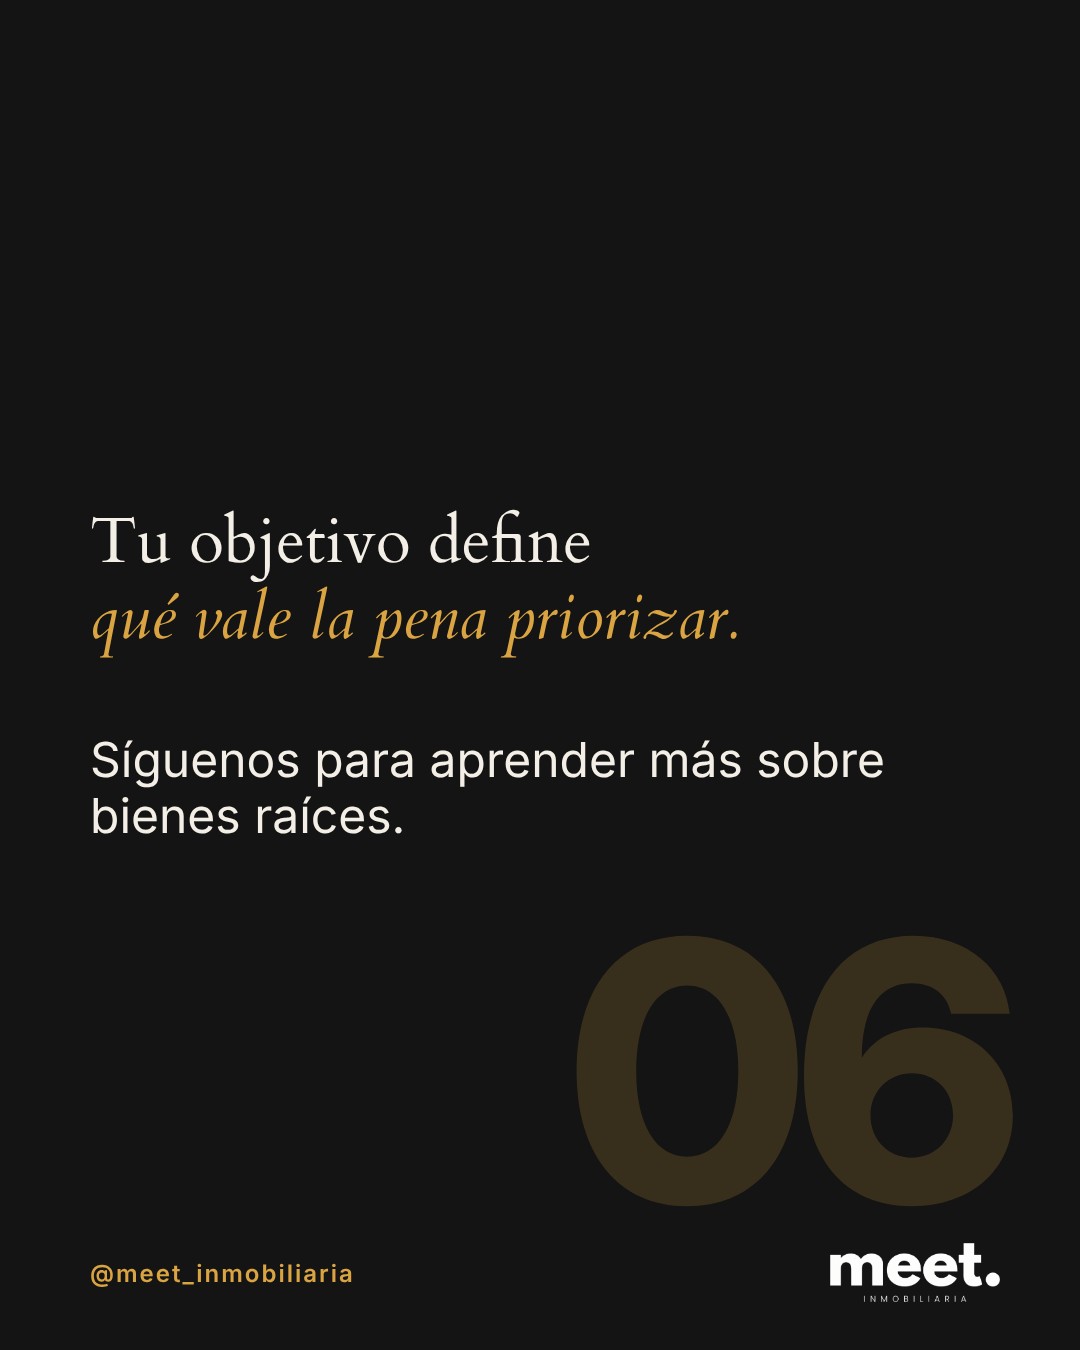 Tu objetivo define
qué vale la pena priorizar.
Síguenos para aprender más sobre
bienes raíces.
06
@meet_inmobiliaria
meet.
INMOBILIARIA